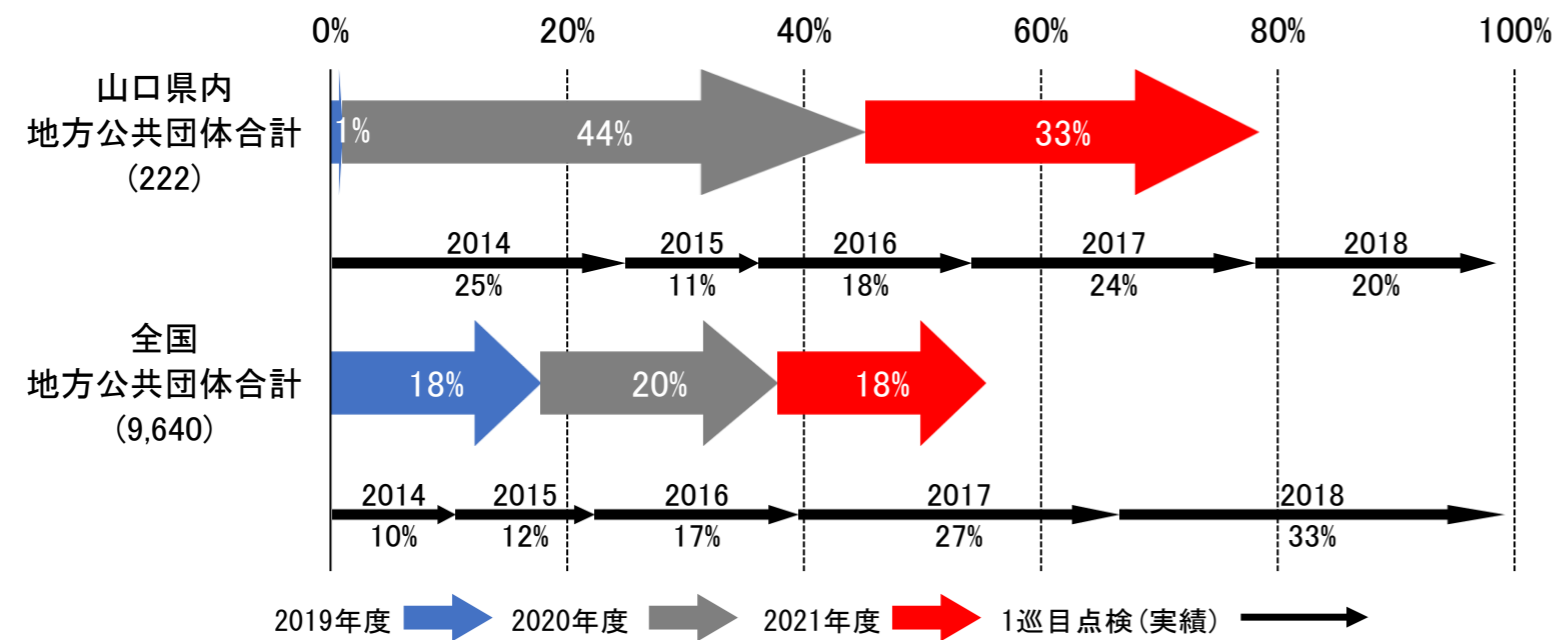 0% 20% 40% 60% 80% 100%
山口県内
地方公共団体合計
(222)
1% 44% 33%
2014 2015 2016 2017 2018
25% 11% 18% 24% 20%
全国
地方公共団体合計
(9,640)
18% 20% 18%
2014 2015 2016 2017 2018
10% 12% 17% 27% 33%
2019年度 2020年度 2021年度 1巡目点検(実績)